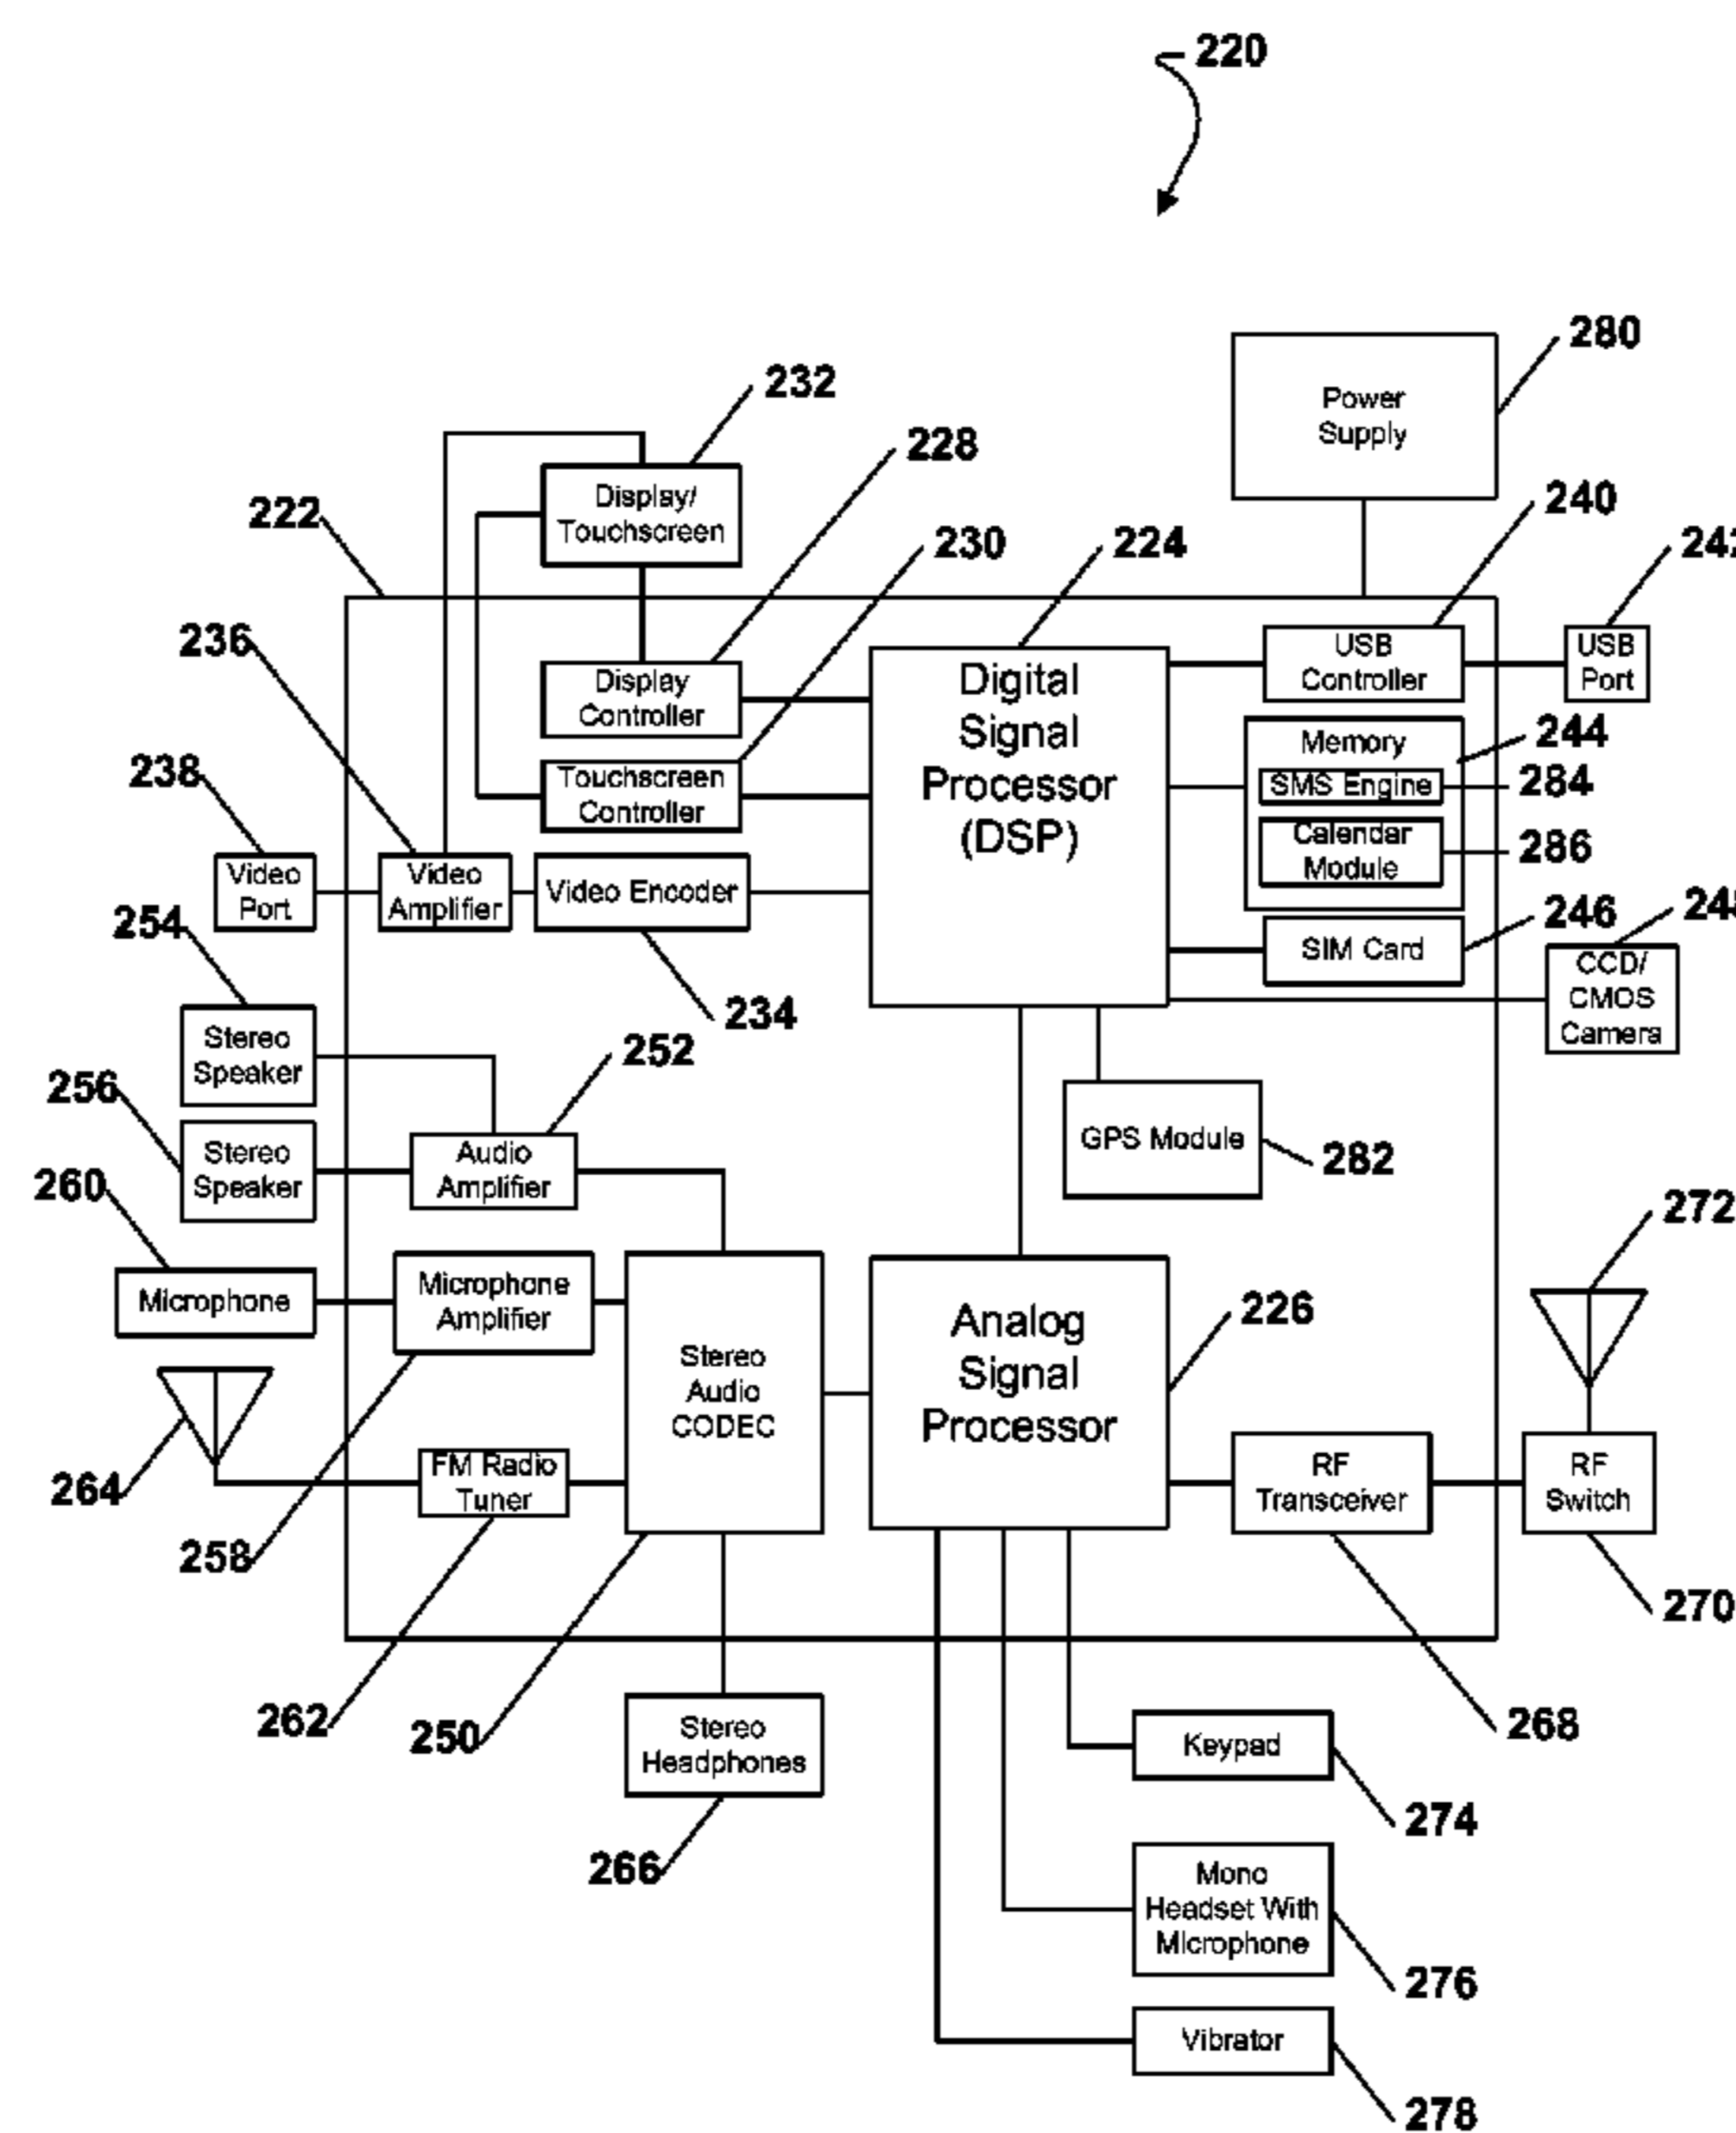 220
280
Power
Supply
232
228
Display/
Touchscreen
222
230
224
240
242
236
USB
Controller
USB
Port
Display
Controller
Digital
Signal
Processor
(DSP)
Memory
244
238
Touchscreen
Controller
SMS Engine
284
Calendar
Module
286
Video
Port
Video
Amplifier
Video Encoder
254
246
SIM Card
CCD/
CMOS
Camera
234
Stereo
Speaker
252
256
Stereo
Speaker
Audio
Amplifier
GPS Module
282
260
272
Microphone
Microphone
Amplifier
226
Analog
Signal
Processor
Stereo
Audio
CODEC
264
FM Radio
Tuner
RF
Transceiver
RF
Switch
258
270
262
250
Stereo
Headphones
268
Keypad
274
266
Mono
Headset With
Microphone
276
Vibrator
278